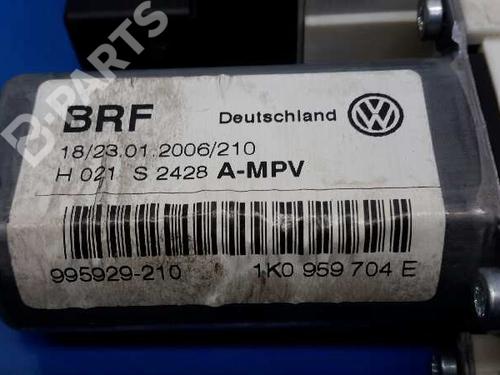 B-PARTS
BRF
Deutschland
18/23.01.2006/210
H 021 S 2428 A-MPV
995929-210 1K0 959 704 E